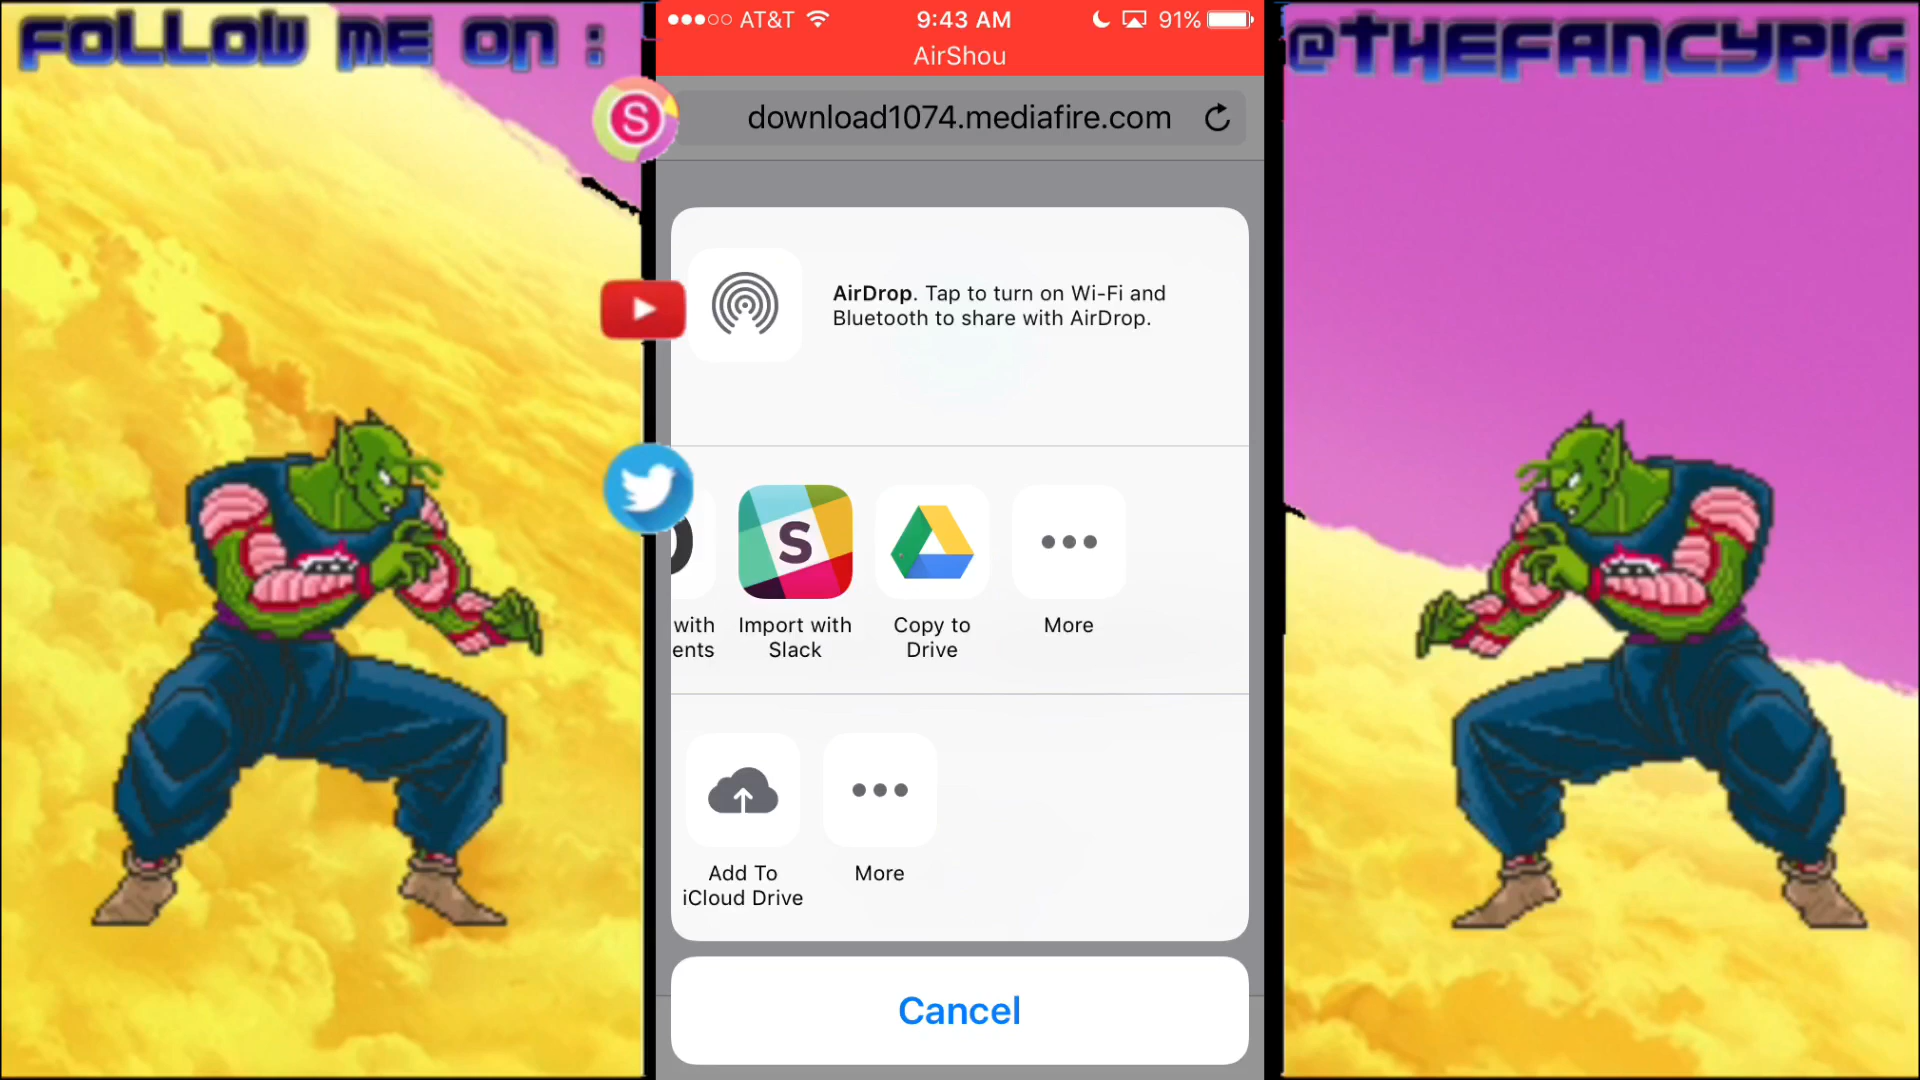 FOLLOW ME ON :
AT&T
9:43 AM
91%
@THEFANCYPIG
AirShou
S
download1074.mediafire.com
AirDrop. Tap to turn on Wi-Fi and
Bluetooth to share with AirDrop.
S
with
ents
Import with
Slack
Copy to
Drive
More
Add To
iCloud Drive
More
Cancel